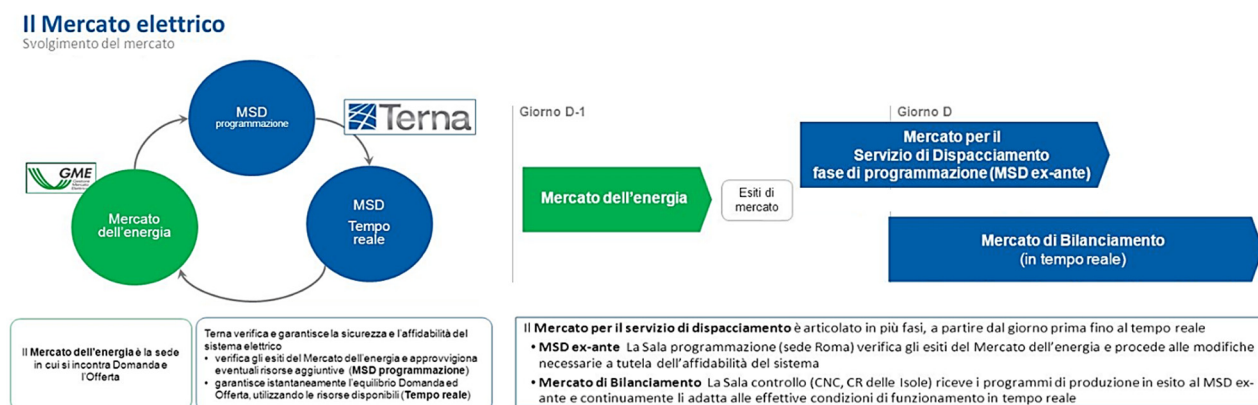 Il Mercato elettrico
Svolgimento del mercato
MSD
programmazione
Terna
GME
Gestore
Mercati
Energetici
Mercato
dell'energia
MSD
Tempo
reale
Giorno D-1
Giorno D
Mercato dell'energia
Esiti di
mercato
Mercato per il
Servizio di Dispacciamento
fase di programmazione (MSD ex-ante)
Mercato di Bilanciamento
(in tempo reale)
Il Mercato dell'energia è la sede
in cui si incontra Domanda e
l'Offerta
Terna verifica e garantisce la sicurezza e l'affidabilità del
sistema elettrico
• verifica gli esiti del Mercato dell'energia e approvvigiona
eventuali risorse aggiuntive (MSD programmazione)
• garantisce istantaneamente l'equilibrio Domanda ed
Offerta, utilizzando le risorse disponibili (Tempo reale)
Il Mercato per il servizio di dispacciamento è articolato in più fasi, a partire dal giorno prima fino al tempo reale
• MSD ex-ante La Sala programmazione (sede Roma) verifica gli esiti del Mercato dell'energia e procede alle modifiche
necessarie a tutela dell'affidabilità del sistema
• Mercato di Bilanciamento La Sala controllo (CNC, CR delle Isole) riceve i programmi di produzione in esito al MSD ex-
ante e continuamente li adatta alle effettive condizioni di funzionamento in tempo reale